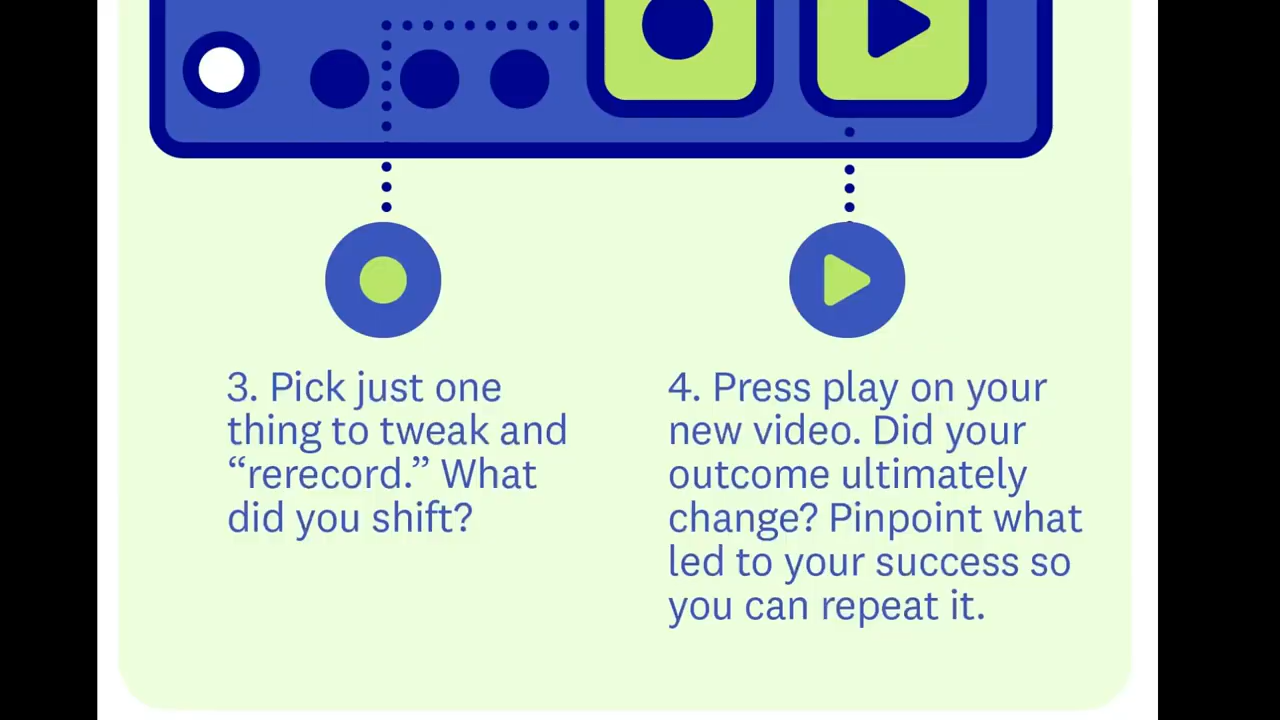 3. Pick just one
thing to tweak and
“rerecord.” What
did you shift?
4. Press play on your
new video. Did your
outcome ultimately
change? Pinpoint what
led to your success so
you can repeat it.